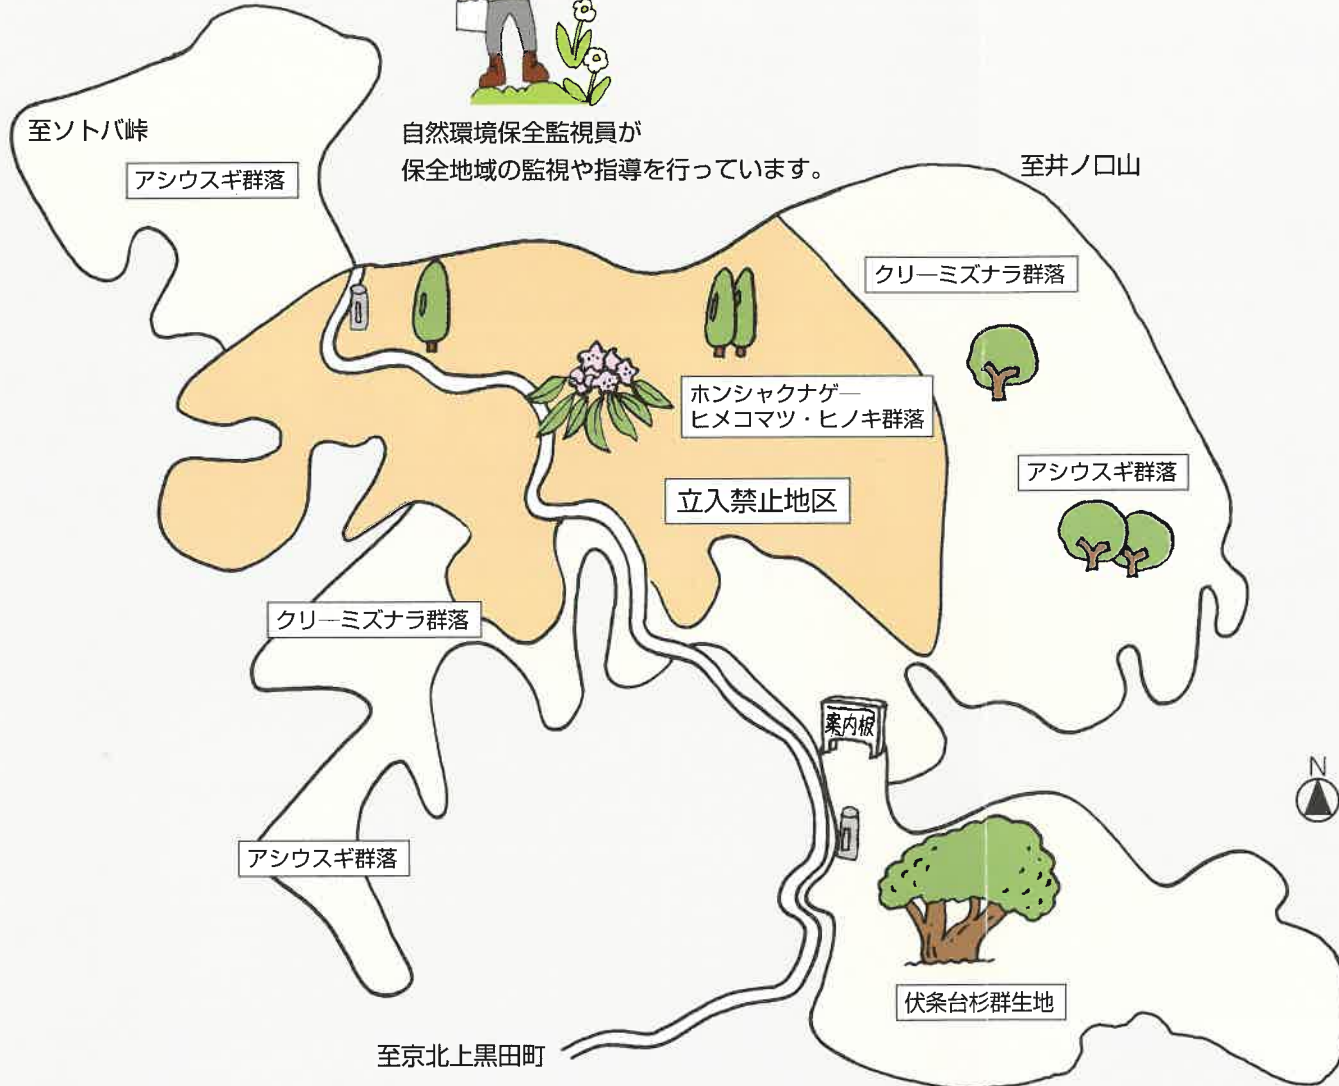 自然環境保全監視員が
保全地域の監視や指導を行っています。
至ソトバ峠
アシウスギ群落
至井ノ口山
クリーミズナラ群落
ホンシャクナゲー
ヒメコマツ・ヒノキ群落
アシウスギ群落
立入禁止地区
クリーミズナラ群落
案内板
N
アシウスギ群落
伏条台杉群生地
至京北上黒田町